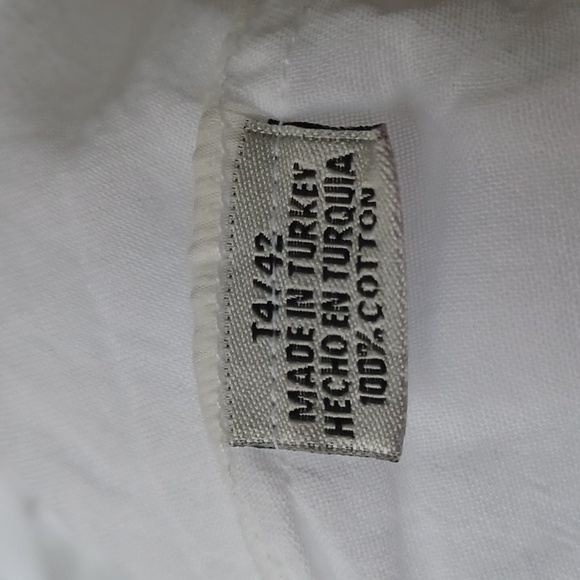 T4/42
MADE IN TURKEY
HECHO EN TURQUIA
100% COTTON